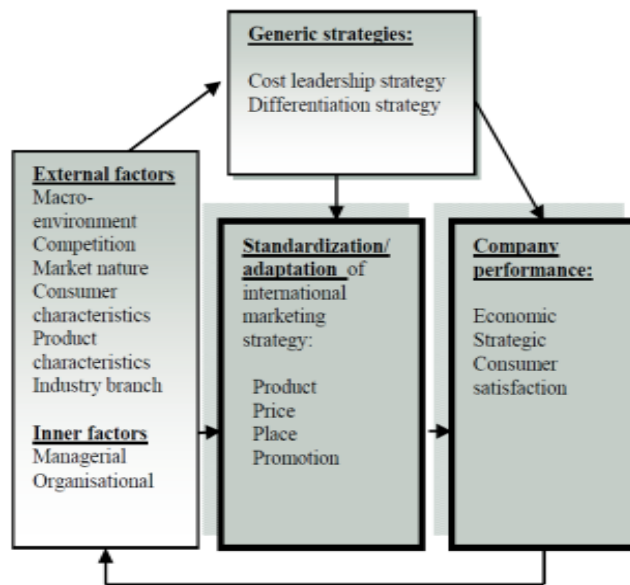 Generic strategies:
Cost leadership strategy
Differentiation strategy
External factors
Macro-
environment
Competition
Market nature
Consumer
characteristics
Product
characteristics
Industry branch
Inner factors
Managerial
Organisational
Standardization/
adaptation of
international
marketing
strategy:
Product
Price
Place
Promotion
Company
performance:
Economic
Strategic
Consumer
satisfaction